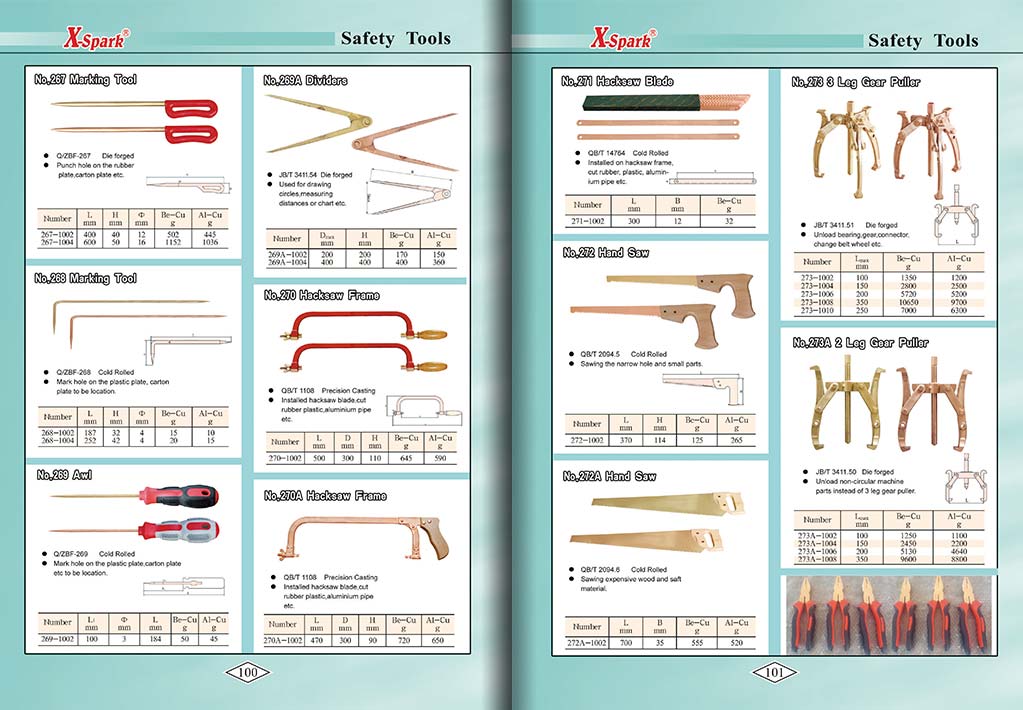 X-Spark®
Safety Tools
No,267 Marking Tool
● Q/ZBF-267 Die forged
● Punch hole on the rubber
plate,carton plate etc.
Number L mm H mm Φ mm Be-Cu g Al-Cu g
267-1002 400 40 12 502 445
267-1004 600 50 16 1152 1036
No,268 Marking Tool
● Q/ZBF-268 Cold Rolled
● Mark hole on the plastic plate, carton
plate to be location.
Number L mm H mm Φ mm Be-Cu g Al-Cu g
268-1002 187 32 4 15 10
268-1004 252 42 4 20 15
No,269 Awl
● Q/ZBF-269 Cold Rolled
● Mark hole on the plastic plate,carton plate
etc to be location.
Number L1 mm Φ mm L mm Be-Cu g Al-Cu g
269-1002 100 3 184 50 45
No,269A Dividers
● JB/T 3411.54 Die forged
● Used for drawing
circles,measuring
distances or chart etc.
Number Dmax mm H mm Be-Cu g Al-Cu g
269A-1002 200 200 170 150
269A-1004 400 400 400 360
No,270 Hacksaw Frame
● QB/T 1108 Precision Casting
● Installed hacksaw blade,cut
rubber plastic,aluminium pipe
etc.
Number L mm D mm H mm Be-Cu g Al-Cu g
270-1002 500 300 110 645 590
No,270A Hacksaw Frame
● QB/T 1108 Precision Casting
● Installed hacksaw blade,cut
rubber plastic,aluminium pipe
etc.
Number L mm D mm H mm Be-Cu g Al-Cu g
270A-1002 470 300 90 720 650
100
X-Spark®
Safety Tools
No,271 Hacksaw Blade
● QB/T 14764 Cold Rolled
● Installed on hacksaw frame,
cut rubber, plastic, alumin-
ium pipe etc.
Number L mm B mm Be-Cu g
271-1002 300 12 32
No,272 Hand Saw
● QB/T 2094.5 Cold Rolled
● Sawing the narrow hole and small parts.
Number L mm H mm Be-Cu g Al-Cu g
272-1002 370 114 125 265
No,272A Hand Saw
● QB/T 2094.6 Cold Rolled
● Sawing expensive wood and saft
material.
Number L mm B mm Be-Cu g Al-Cu g
272A-1002 700 35 555 520
No,273 3 Leg Gear Puller
● JB/T 3411.51 Die forged
● Unload bearing,gear,connector,
change belt wheel etc.
Number Lmax mm Be-Cu g Al-Cu g
273-1002 100 1350 1200
273-1004 150 2800 2500
273-1006 200 5720 5200
273-1008 350 10650 9700
273-1010 250 7000 6300
No,273A 2 Leg Gear Puller
● JB/T 3411.50 Die forged
● Unload non-circular machine
parts instead of 3 leg gear puller.
Number Lmax mm Be-Cu g Al-Cu g
273A-1002 100 1250 1100
273A-1004 150 2450 2200
273A-1006 200 5130 4640
273A-1008 350 9600 8800
101